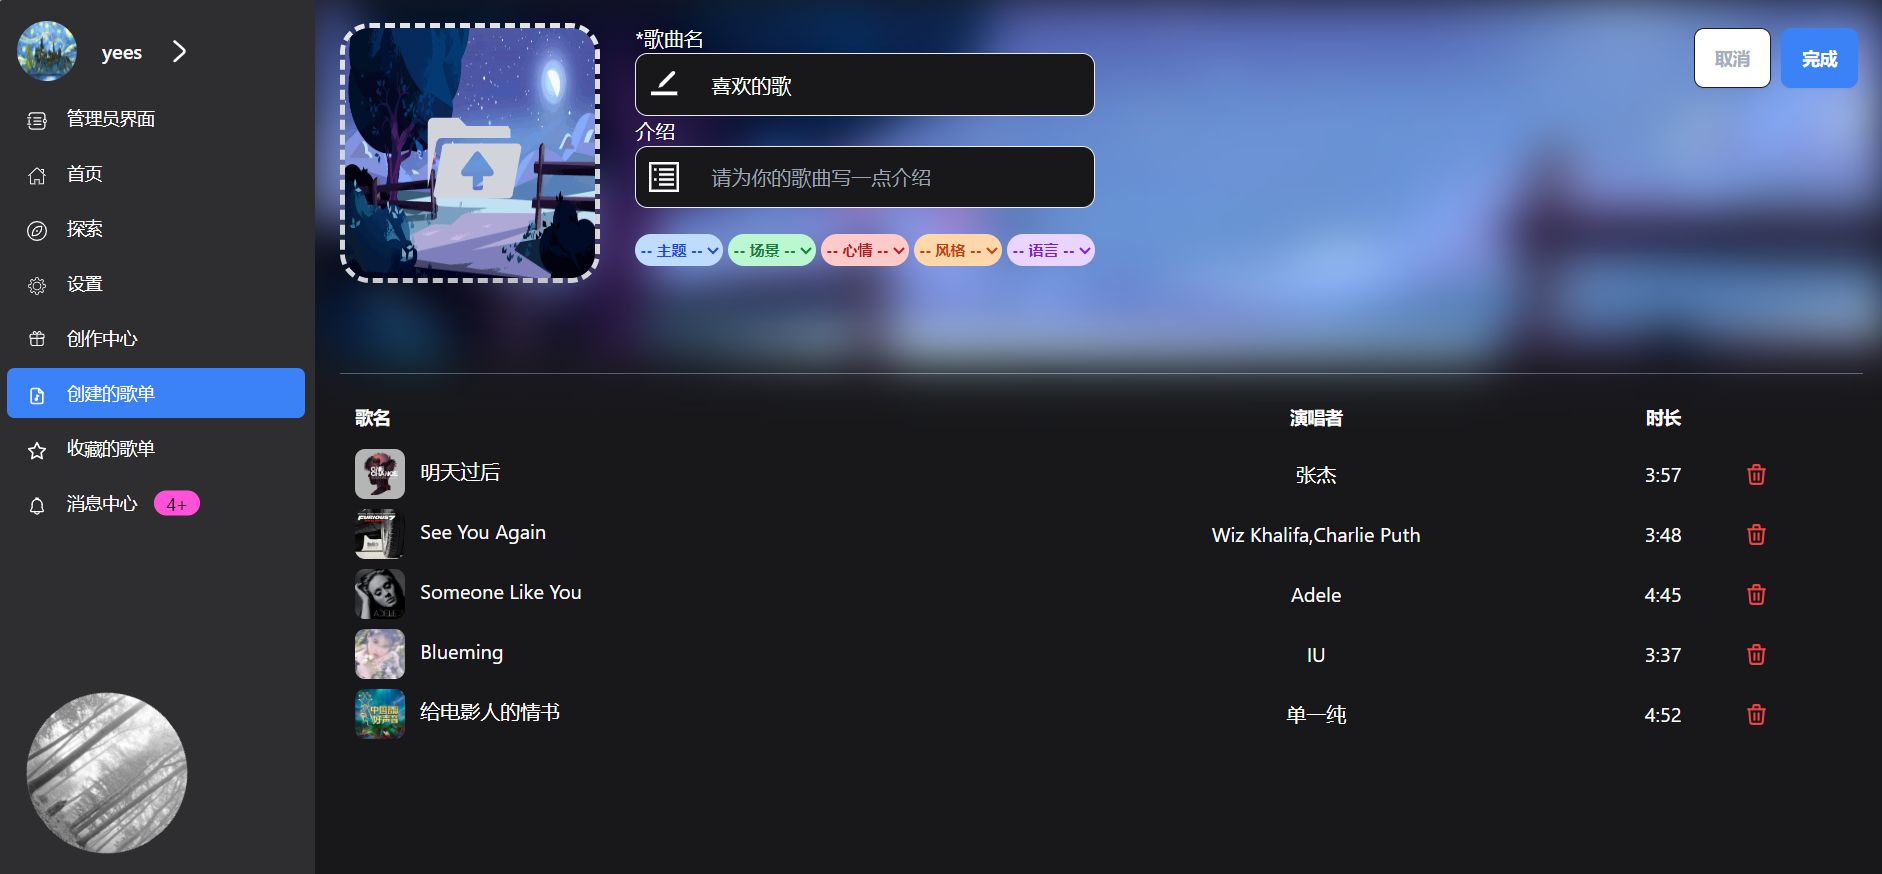 yees
管理员界面
首页
探索
设置
创作中心
创建的歌单
收藏的歌单
消息中心 4+
*歌曲名
喜欢的歌
介绍
请为你的歌曲写一点介绍
-- 主题 -- -- 场景 -- -- 心情 -- -- 风格 -- -- 语言 --
取消 完成
歌名 演唱者 时长
明天过后 张杰 3:57
See You Again Wiz Khalifa,Charlie Puth 3:48
Someone Like You Adele 4:45
Blueming IU 3:37
给电影人的情书 单一纯 4:52